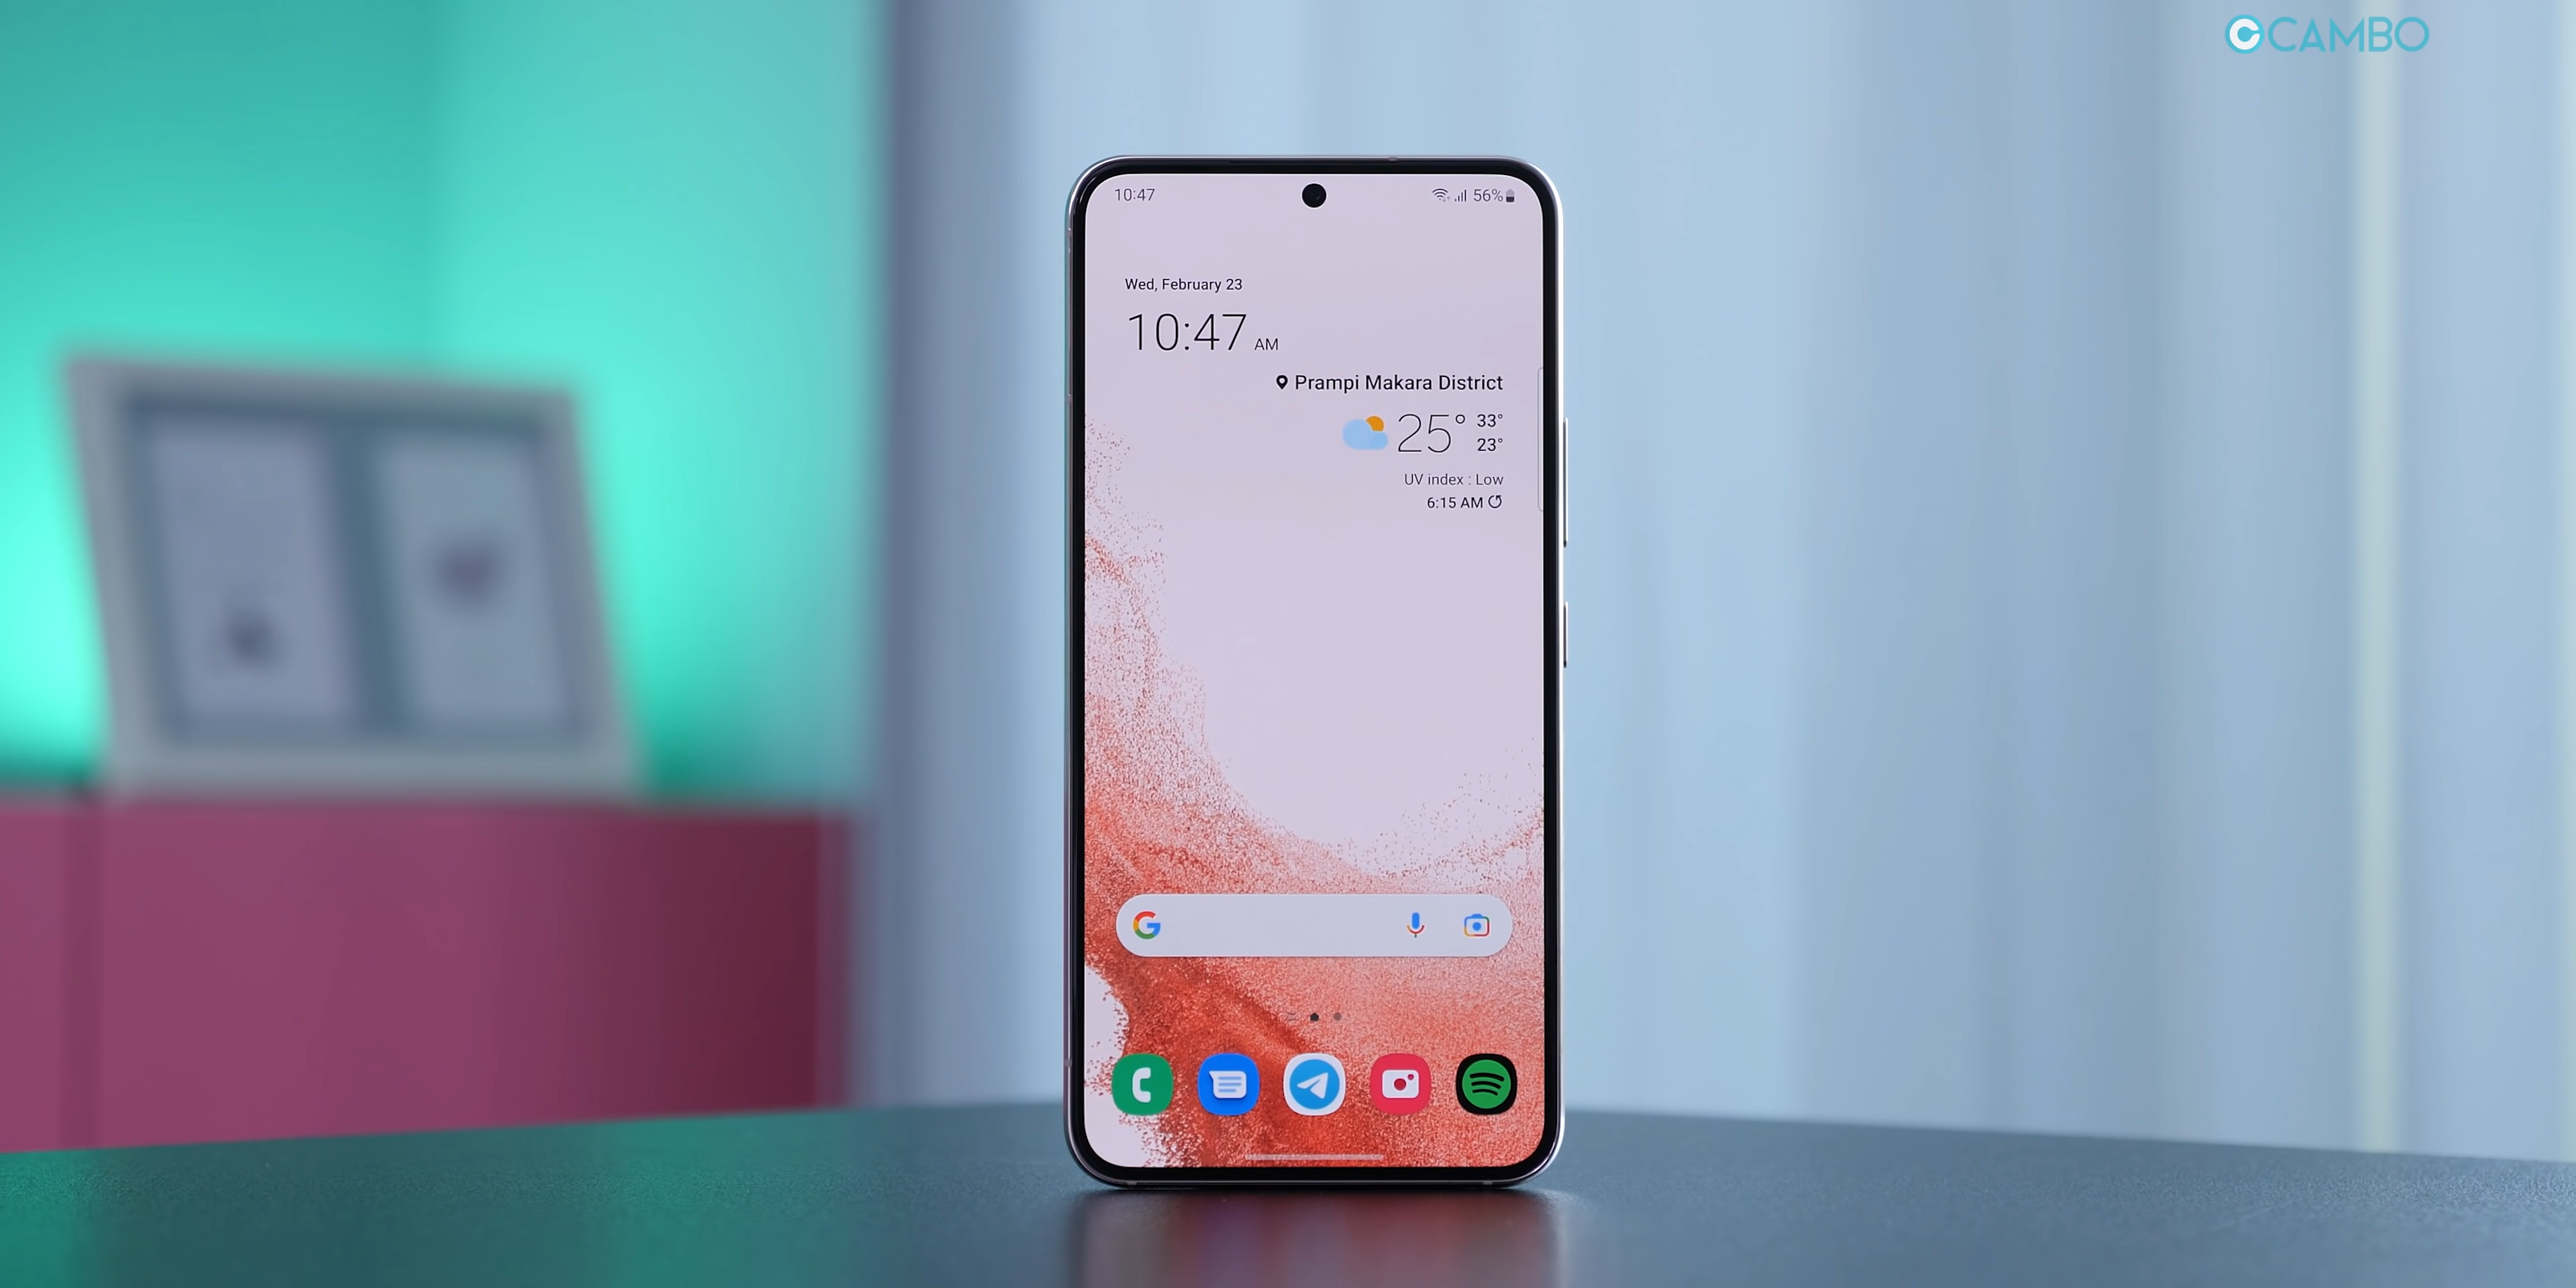 CAMBO
10:47
56%
Wed, February 23
10:47 AM
Prampi Makara District
25° 33°
23°
UV index : Low
6:15 AM